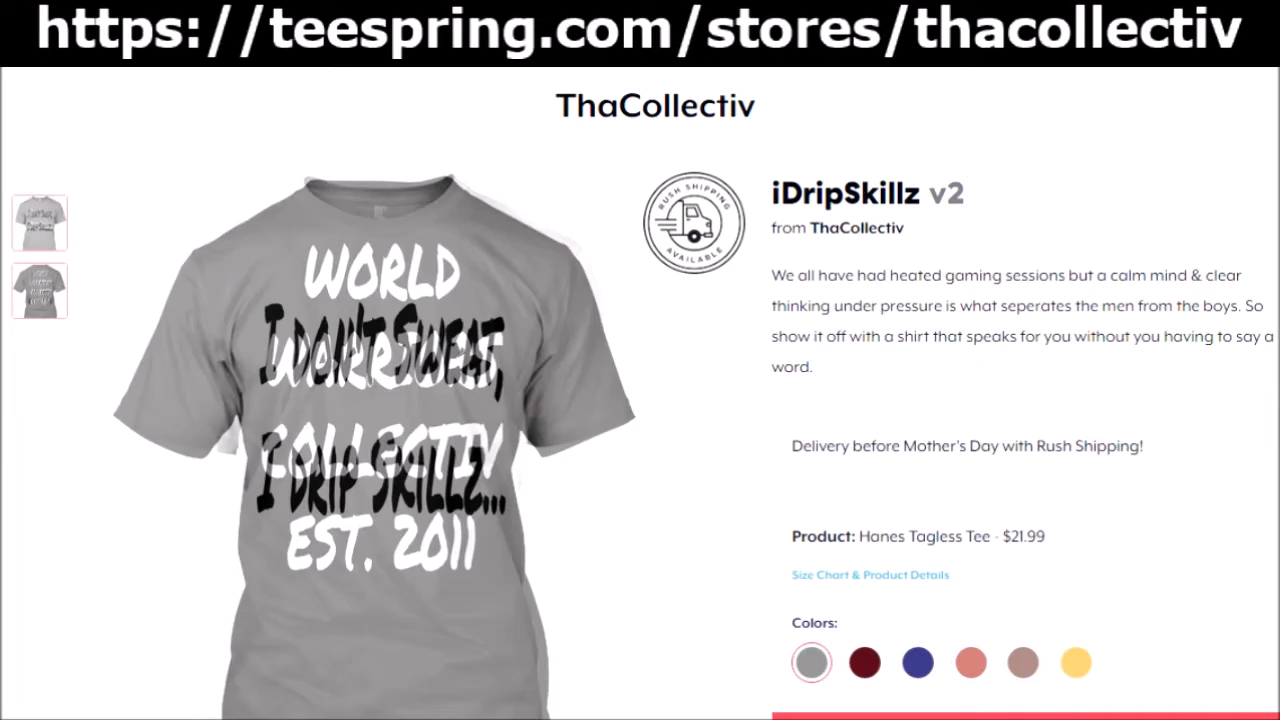 https://teespring.com/stores/thacollectiv
ThaCollectiv
RUSH SHIPPING
AVAILABLE
iDripSkillz v2
from ThaCollectiv
We all have had heated gaming sessions but a calm mind & clear
thinking under pressure is what seperates the men from the boys. So
show it off with a shirt that speaks for you without you having to say a
word.
Delivery before Mother's Day with Rush Shipping!
Product: Hanes Tagless Tee - $21.99
Size Chart & Product Details
Colors:
WORLD
I DON'T SWEAT,
COLLECTIV
I DRIP SKILLZ...
EST. 2011